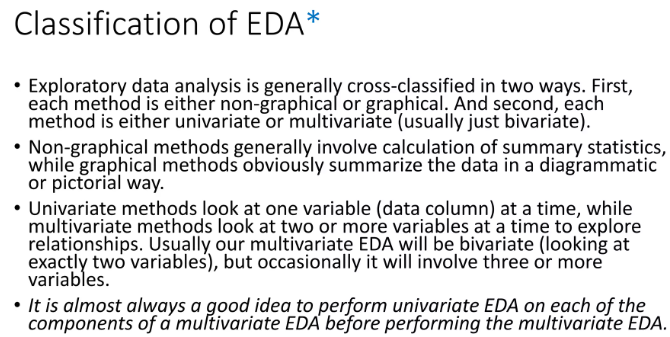 Classification of EDA*
• Exploratory data analysis is generally cross-classified in two ways. First,
each method is either non-graphical or graphical. And second, each
method is either univariate or multivariate (usually just bivariate).
• Non-graphical methods generally involve calculation of summary statistics,
while graphical methods obviously summarize the data in a diagrammatic
or pictorial way.
• Univariate methods look at one variable (data column) at a time, while
multivariate methods look at two or more variables at a time to explore
relationships. Usually our multivariate EDA will be bivariate (looking at
exactly two variables), but occasionally it will involve three or more
variables.
• It is almost always a good idea to perform univariate EDA on each of the
components of a multivariate EDA before performing the multivariate EDA.